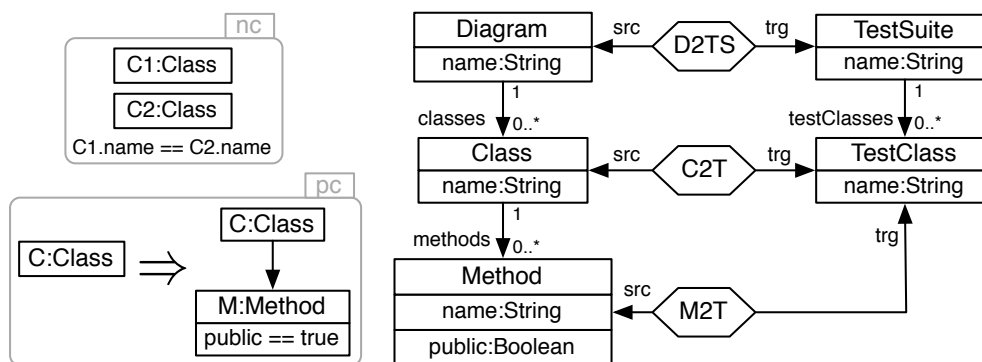 nc
C1:Class
C2:Class
C1.name == C2.name
pc
C:Class
C:Class
M:Method
public == true
Diagram
name:String
src
D2TS
trg
TestSuite
name:String
1
classes
0..*
1
testClasses
0..*
Class
name:String
src
C2T
trg
TestClass
name:String
1
methods
0..*
trg
Method
name:String
public:Boolean
src
M2T